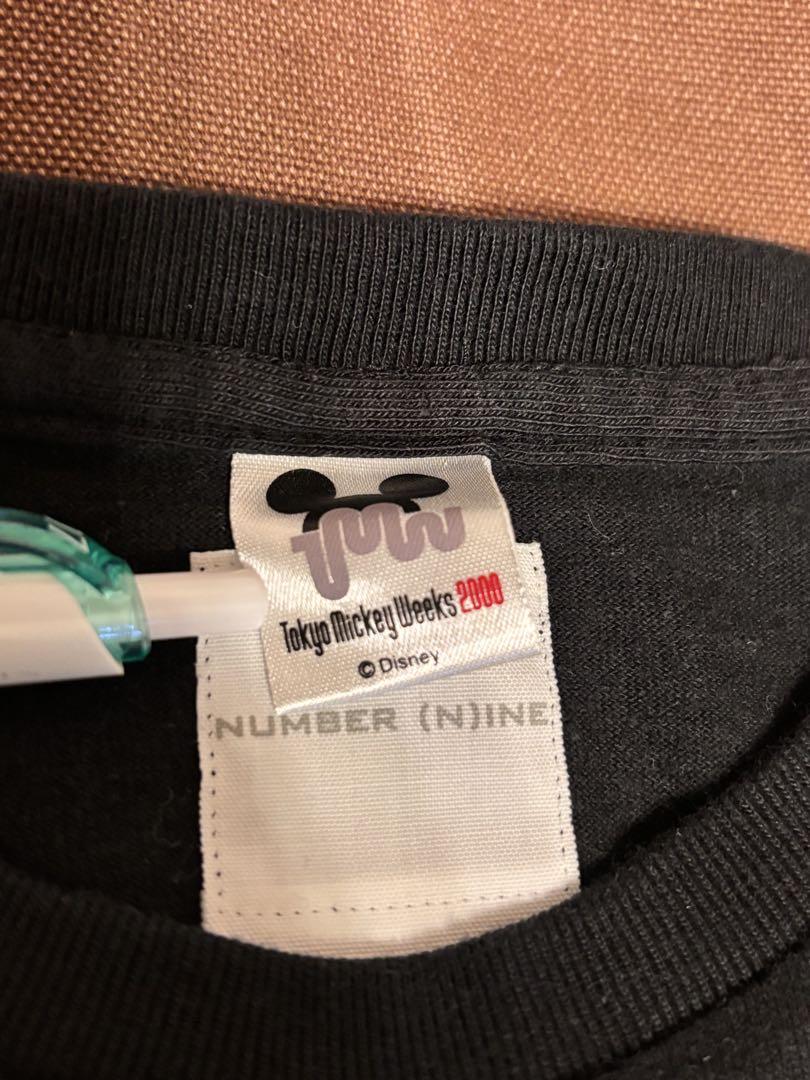 TMW
Tokyo Mickey Weeks 2000
© Disney
NUMBER (N)INE